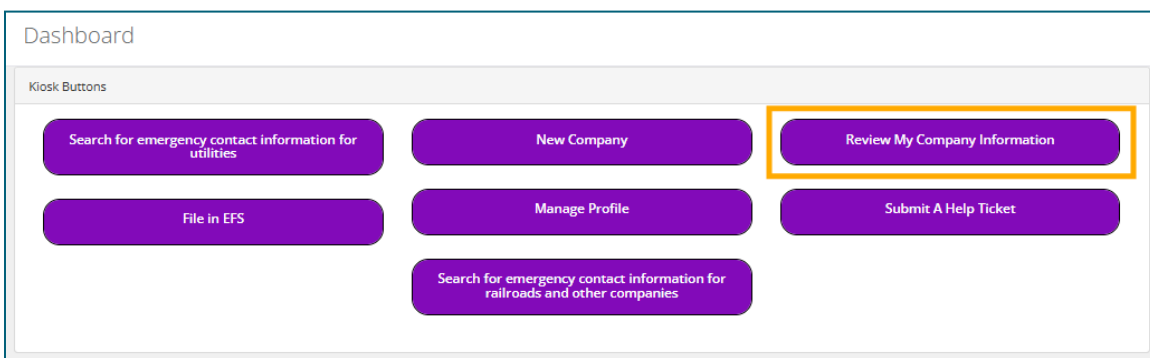 Dashboard
Kiosk Buttons
Search for emergency contact information for
utilities
New Company
Review My Company Information
File in EFS
Manage Profile
Submit A Help Ticket
Search for emergency contact information for
railroads and other companies